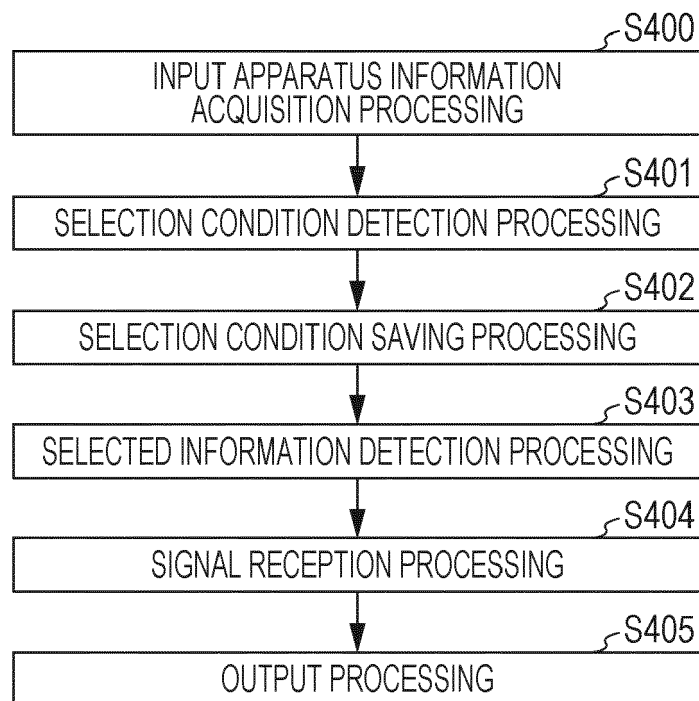 S400
INPUT APPARATUS INFORMATION
ACQUISITION PROCESSING
S401
SELECTION CONDITION DETECTION PROCESSING
S402
SELECTION CONDITION SAVING PROCESSING
S403
SELECTED INFORMATION DETECTION PROCESSING
S404
SIGNAL RECEPTION PROCESSING
S405
OUTPUT PROCESSING